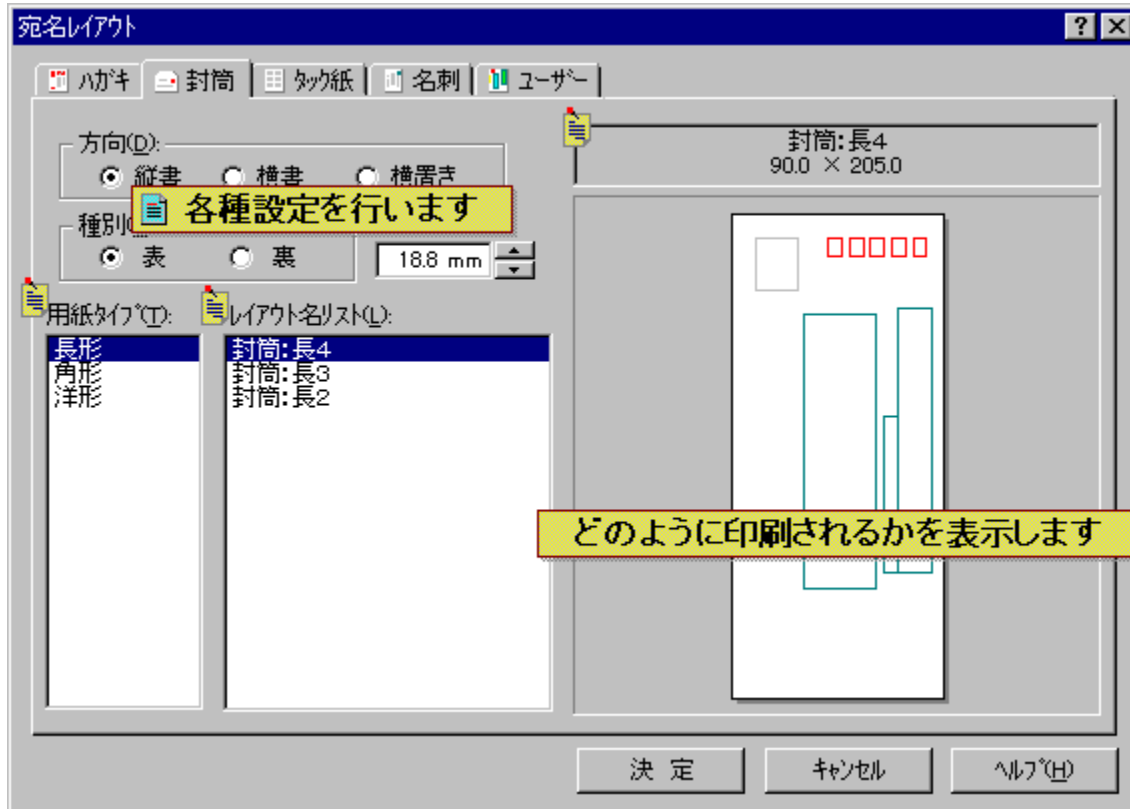 宛名レイアウト
ハガキ 封筒 タック紙 名刺 ユーザー
方向(D):
縦書 横書 横置き
各種設定を行います
種別
表 裏 18.8 mm
用紙タイプ(T): レイアウト名リスト(L):
長形 封筒:長4
角形 封筒:長3
洋形 封筒:長2
封筒:長4
90.0 × 205.0
どのように印刷されるかを表示します
決 定 キャンセル ヘルプ(H)